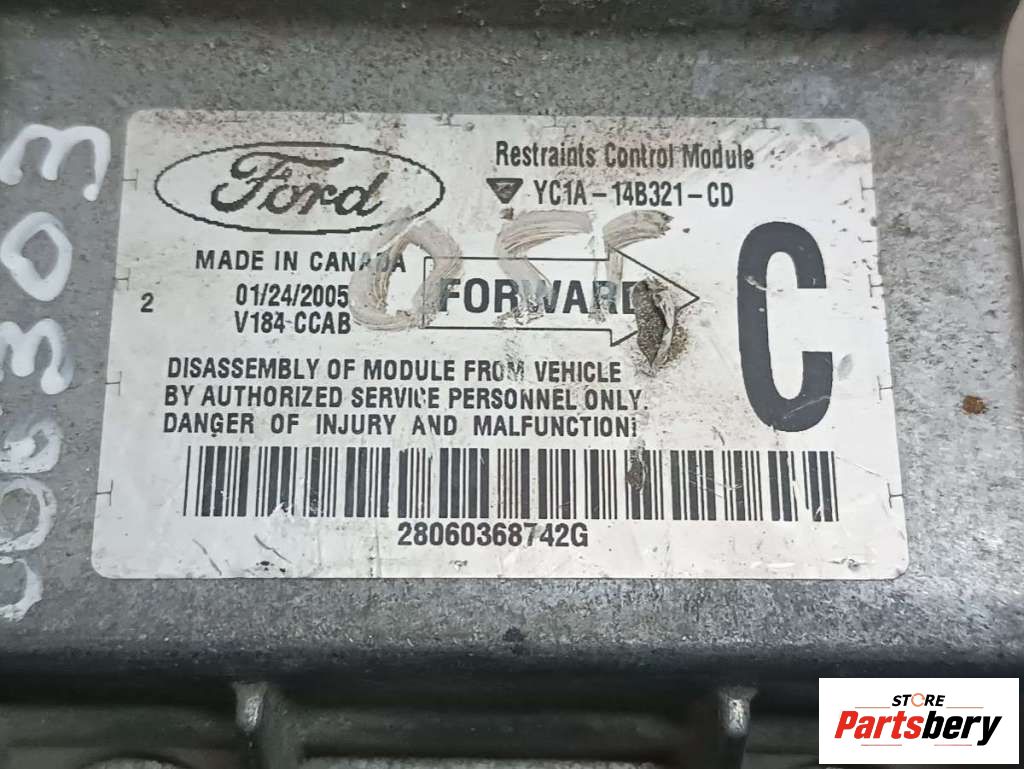 Ford
Restraints Control Module
YC1A-14B321-CD
MADE IN CANADA
2
01/24/2005
V184 CCAB
FORWARD
C
DISASSEMBLY OF MODULE FROM VEHICLE
BY AUTHORIZED SERVICE PERSONNEL ONLY.
DANGER OF INJURY AND MALFUNCTION!
28060368742G
STORE
Partsbery